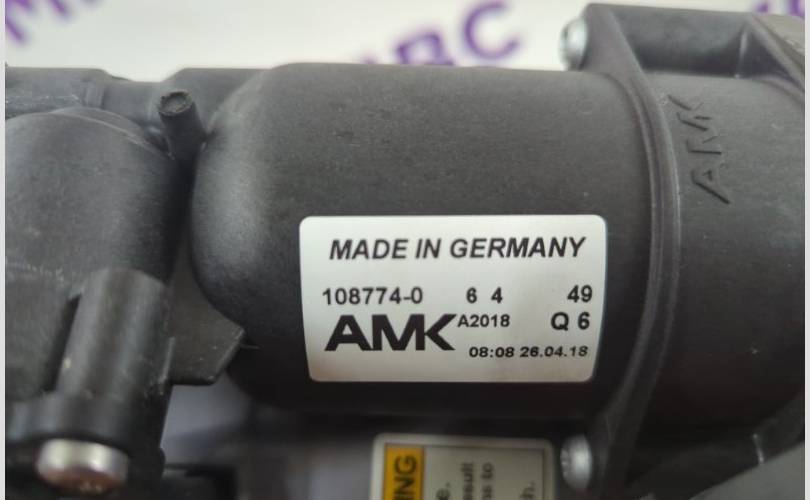 AMK
MADE IN GERMANY
108774-0 6 4 49
AMK A2018 Q 6
08:08 26.04.18